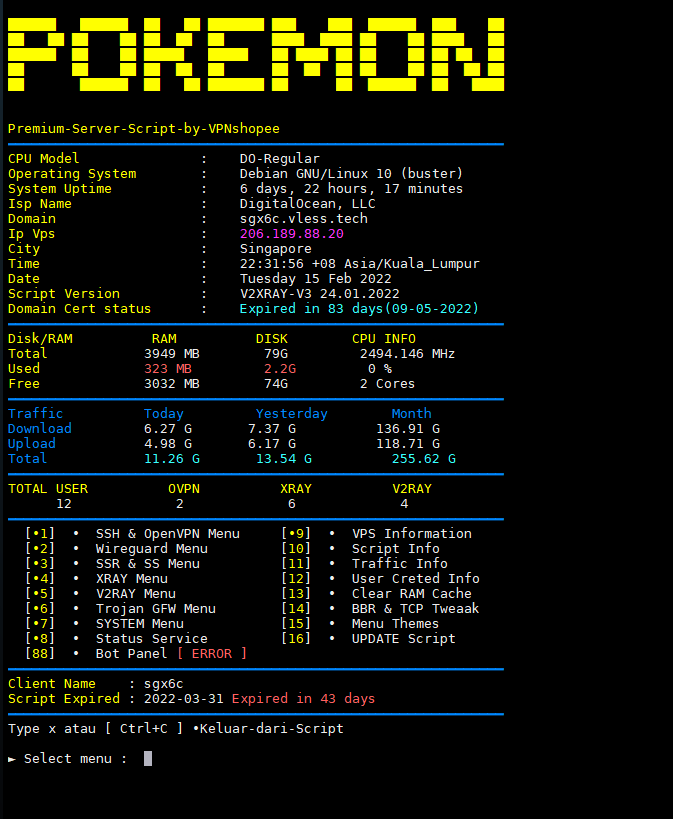 POKEMON
Premium-Server-Script-by-VPNshopee
CPU Model : DO-Regular
Operating System : Debian GNU/Linux 10 (buster)
System Uptime : 6 days, 22 hours, 17 minutes
Isp Name : DigitalOcean, LLC
Domain : sgx6c.vless.tech
Ip Vps : 206.189.88.20
City : Singapore
Time : 22:31:56 +08 Asia/Kuala_Lumpur
Date : Tuesday 15 Feb 2022
Script Version : V2XRAY-V3 24.01.2022
Domain Cert status : Expired in 83 days(09-05-2022)
Disk/RAM RAM DISK CPU INFO
Total 3949 MB 79G 2494.146 MHz
Used 323 MB 2.2G 0 %
Free 3032 MB 74G 2 Cores
Traffic Today Yesterday Month
Download 6.27 G 7.37 G 136.91 G
Upload 4.98 G 6.17 G 118.71 G
Total 11.26 G 13.54 G 255.62 G
TOTAL USER OVPN XRAY V2RAY
12 2 6 4
[•1] • SSH & OpenVPN Menu [•9] • VPS Information
[•2] • Wireguard Menu [10] • Script Info
[•3] • SSR & SS Menu [11] • Traffic Info
[•4] • XRAY Menu [12] • User Creted Info
[•5] • V2RAY Menu [13] • Clear RAM Cache
[•6] • Trojan GFW Menu [14] • BBR & TCP Tweaak
[•7] • SYSTEM Menu [15] • Menu Themes
[•8] • Status Service [16] • UPDATE Script
[88] • Bot Panel [ ERROR ]
Client Name : sgx6c
Script Expired : 2022-03-31 Expired in 43 days
Type x atau [ Ctrl+C ] •Keluar-dari-Script
► Select menu :